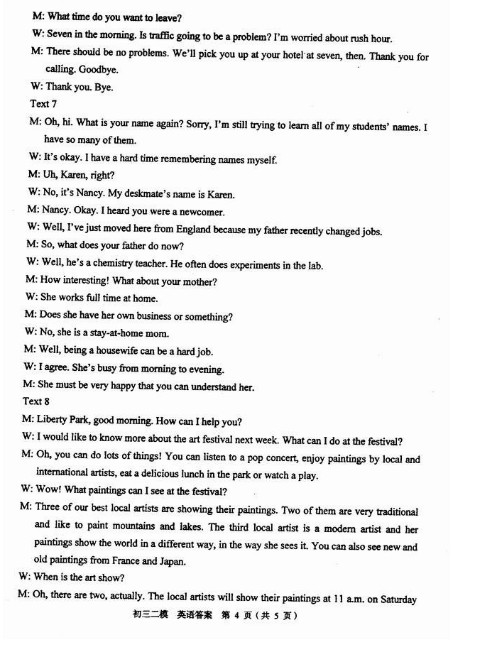 M: What time do you want to leave?
W: Seven in the morning. Is traffic going to be a problem? I'm worried about rush hour.
M: There should be no problems. We'll pick you up at your hotel at seven, then. Thank you for
calling. Goodbye.
W: Thank you. Bye.
Text 7
M: Oh, hi. What is your name again? Sorry, I'm still trying to learn all of my students' names. I
have so many of them.
W: It's okay. I have a hard time remembering names myself.
M: Uh, Karen, right?
W: No, it's Nancy. My deskmate's name is Karen.
M: Nancy. Okay. I heard you were a newcomer.
W: Well, I've just moved here from England because my father recently changed jobs.
M: So, what does your father do now?
W: Well, he's a chemistry teacher. He often does experiments in the lab.
M: How interesting! What about your mother?
W: She works full time at home.
M: Does she have her own business or something?
W: No, she is a stay-at-home mom.
M: Well, being a housewife can be a hard job.
W: I agree. She's busy from morning to evening.
M: She must be very happy that you can understand her.
Text 8
M: Liberty Park, good morning. How can I help you?
W: I would like to know more about the art festival next week. What can I do at the festival?
M: Oh, you can do lots of things! You can listen to a pop concert, enjoy paintings by local and
international artists, eat a delicious lunch in the park or watch a play.
W: Wow! What paintings can I see at the festival?
M: Three of our best local artists are showing their paintings. Two of them are very traditional
and like to paint mountains and lakes. The third local artist is a modern artist and her
paintings show the world in a different way, in the way she sees it. You can also see new and
old paintings from France and Japan.
W: When is the art show?
M: Oh, there are two, actually. The local artists will show their paintings at 11 a.m. on Saturday
初三二模 英语答案 第 4 页（共 5 页）